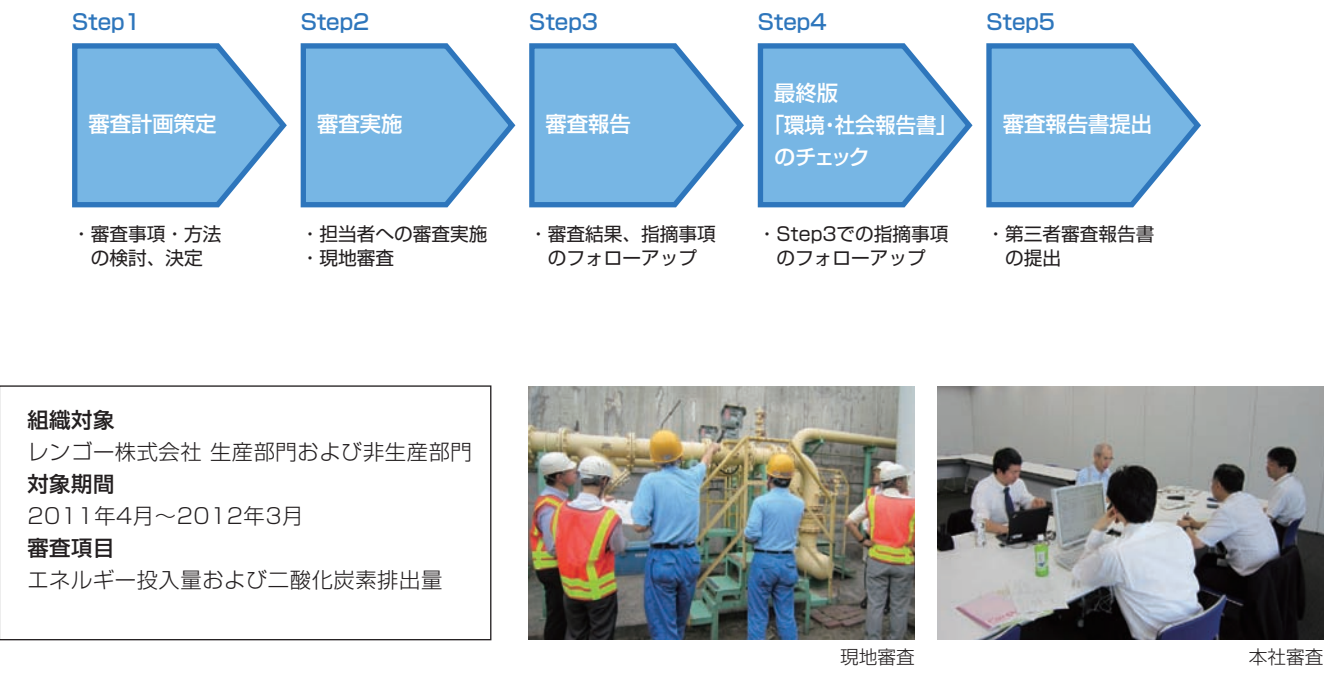 Step1
審査計画策定
・審査事項・方法
の検討、決定
Step2
審査実施
・担当者への審査実施
・現地審査
Step3
審査報告
・審査結果、指摘事項
のフォローアップ
Step4
最終版
「環境・社会報告書」
のチェック
・Step3での指摘事項
のフォローアップ
Step5
審査報告書提出
・第三者審査報告書
の提出
組織対象
レンゴー株式会社 生産部門および非生産部門
対象期間
2011年4月〜2012年3月
審査項目
エネルギー投入量および二酸化炭素排出量
現地審査
本社審査